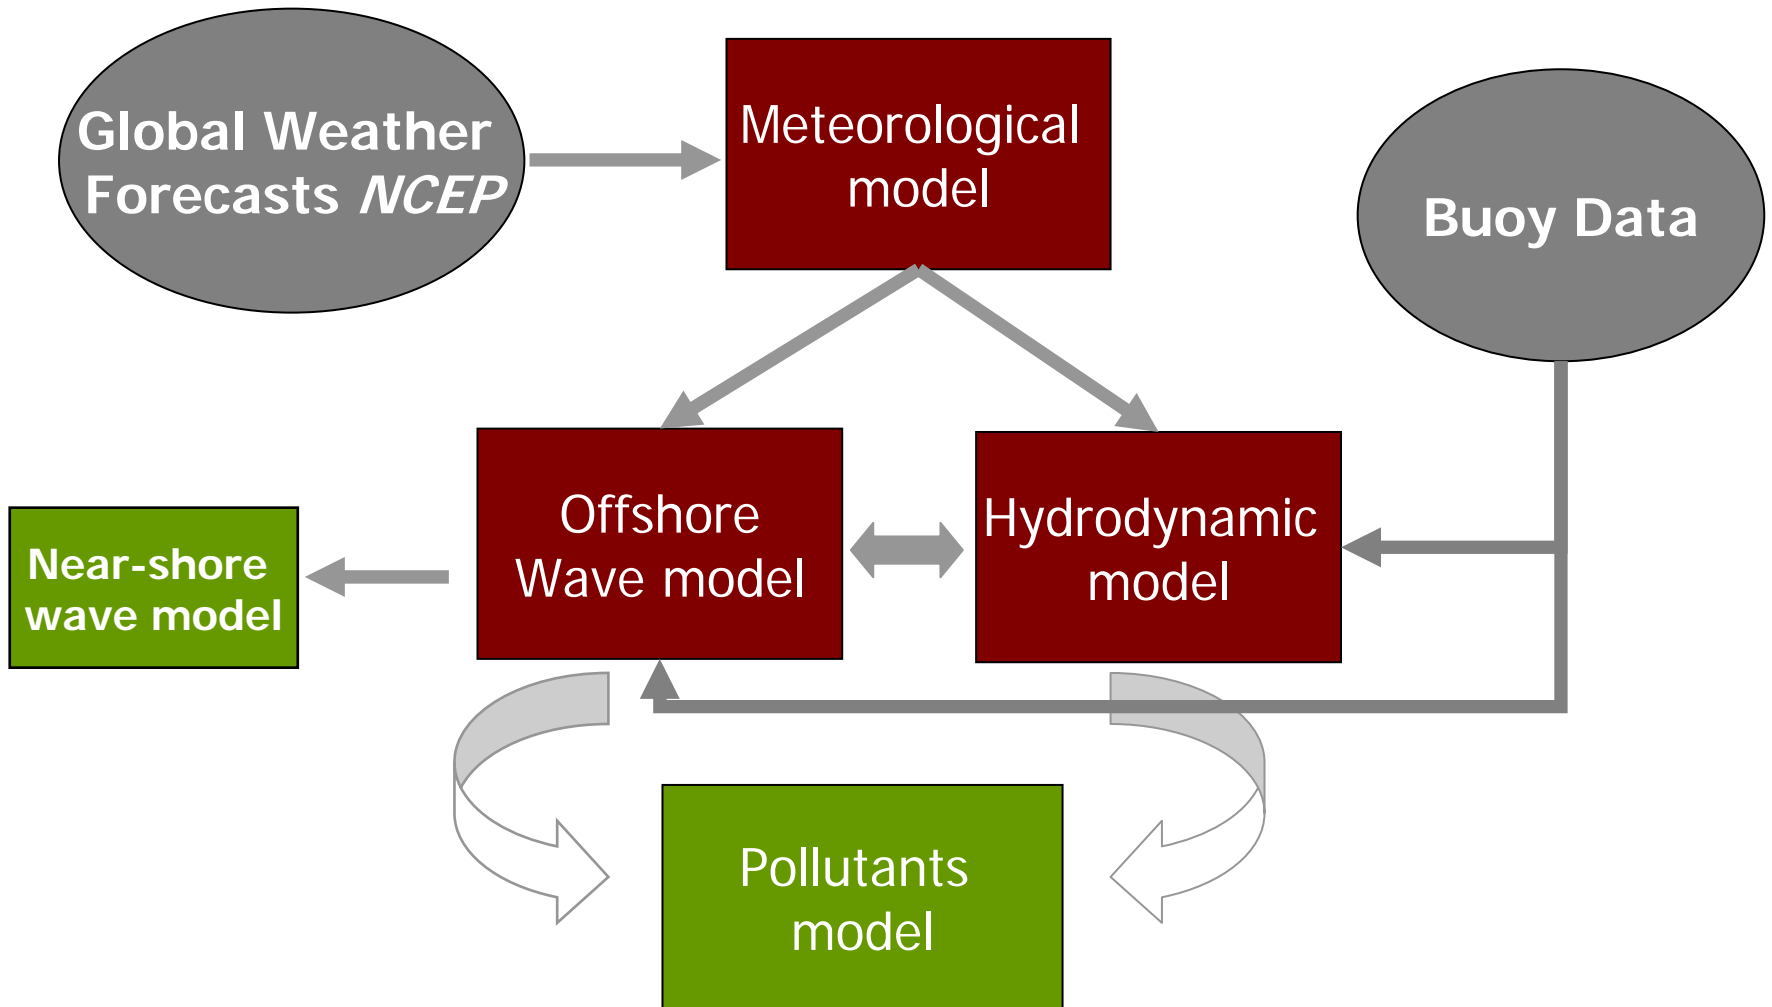 Global Weather
Forecasts NCEP
Meteorological
model
Buoy Data
Offshore
Wave model
Hydrodynamic
model
Near-shore
wave model
Pollutants
model